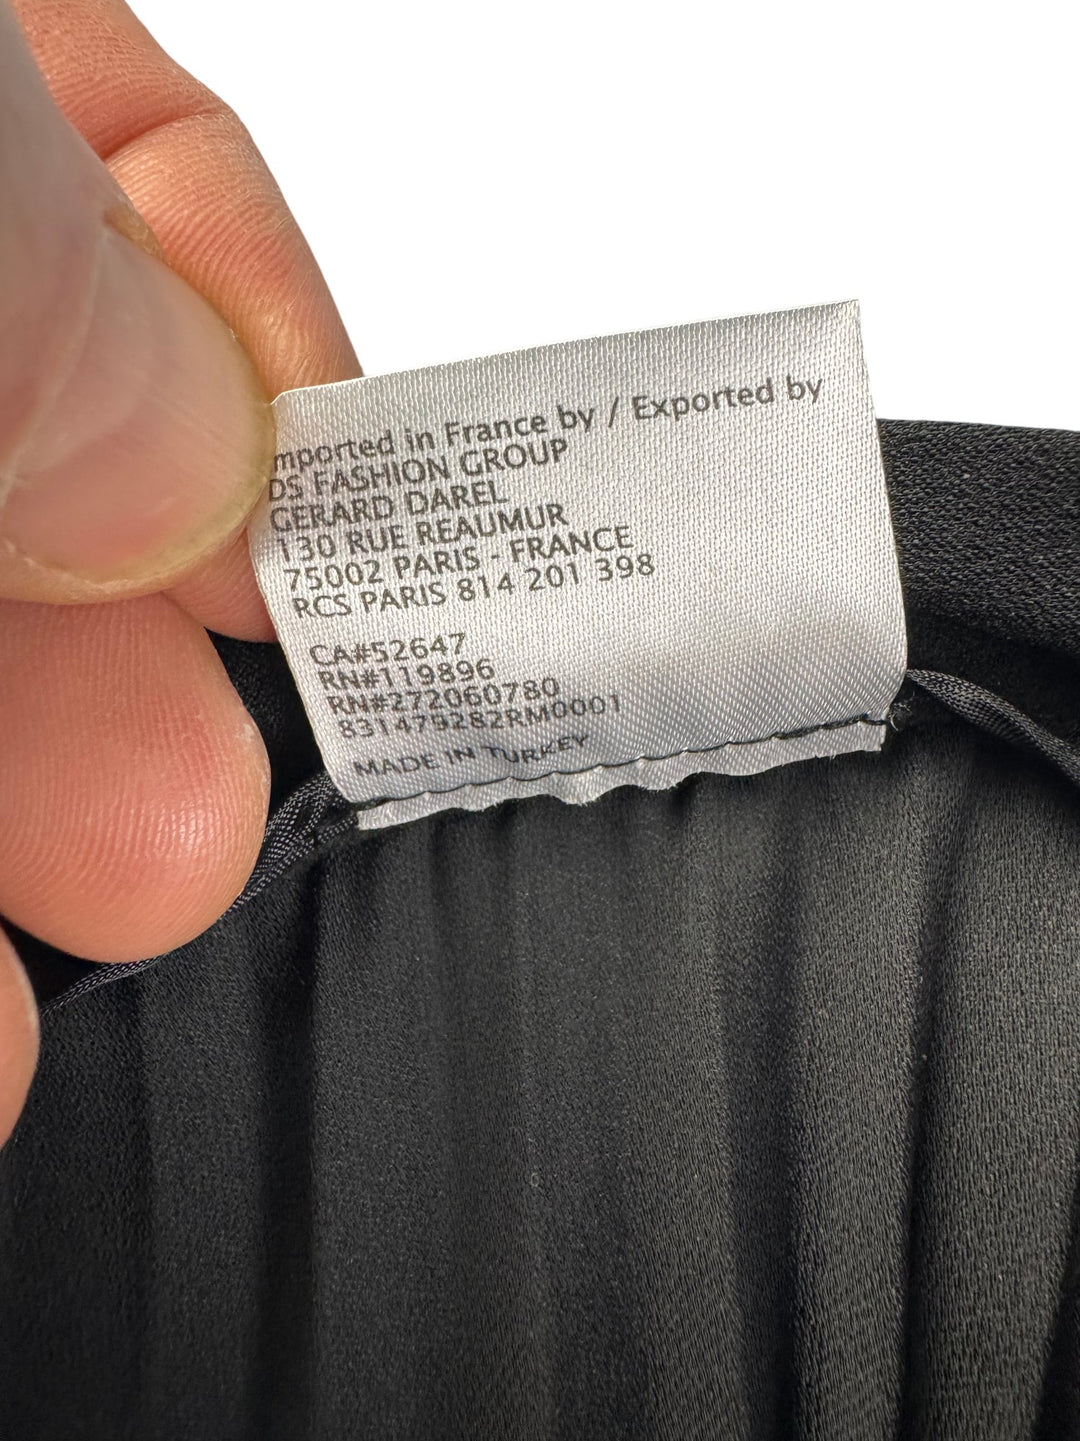 mported in France by / Exported by
DS FASHION GROUP
GERARD DAREL
130 RUE REAUMUR
75002 PARIS - FRANCE
RCS PARIS 814 201 398
CA#52647
RN#119896
RN#272060780
831479282RM0001
MADE IN TURKEY